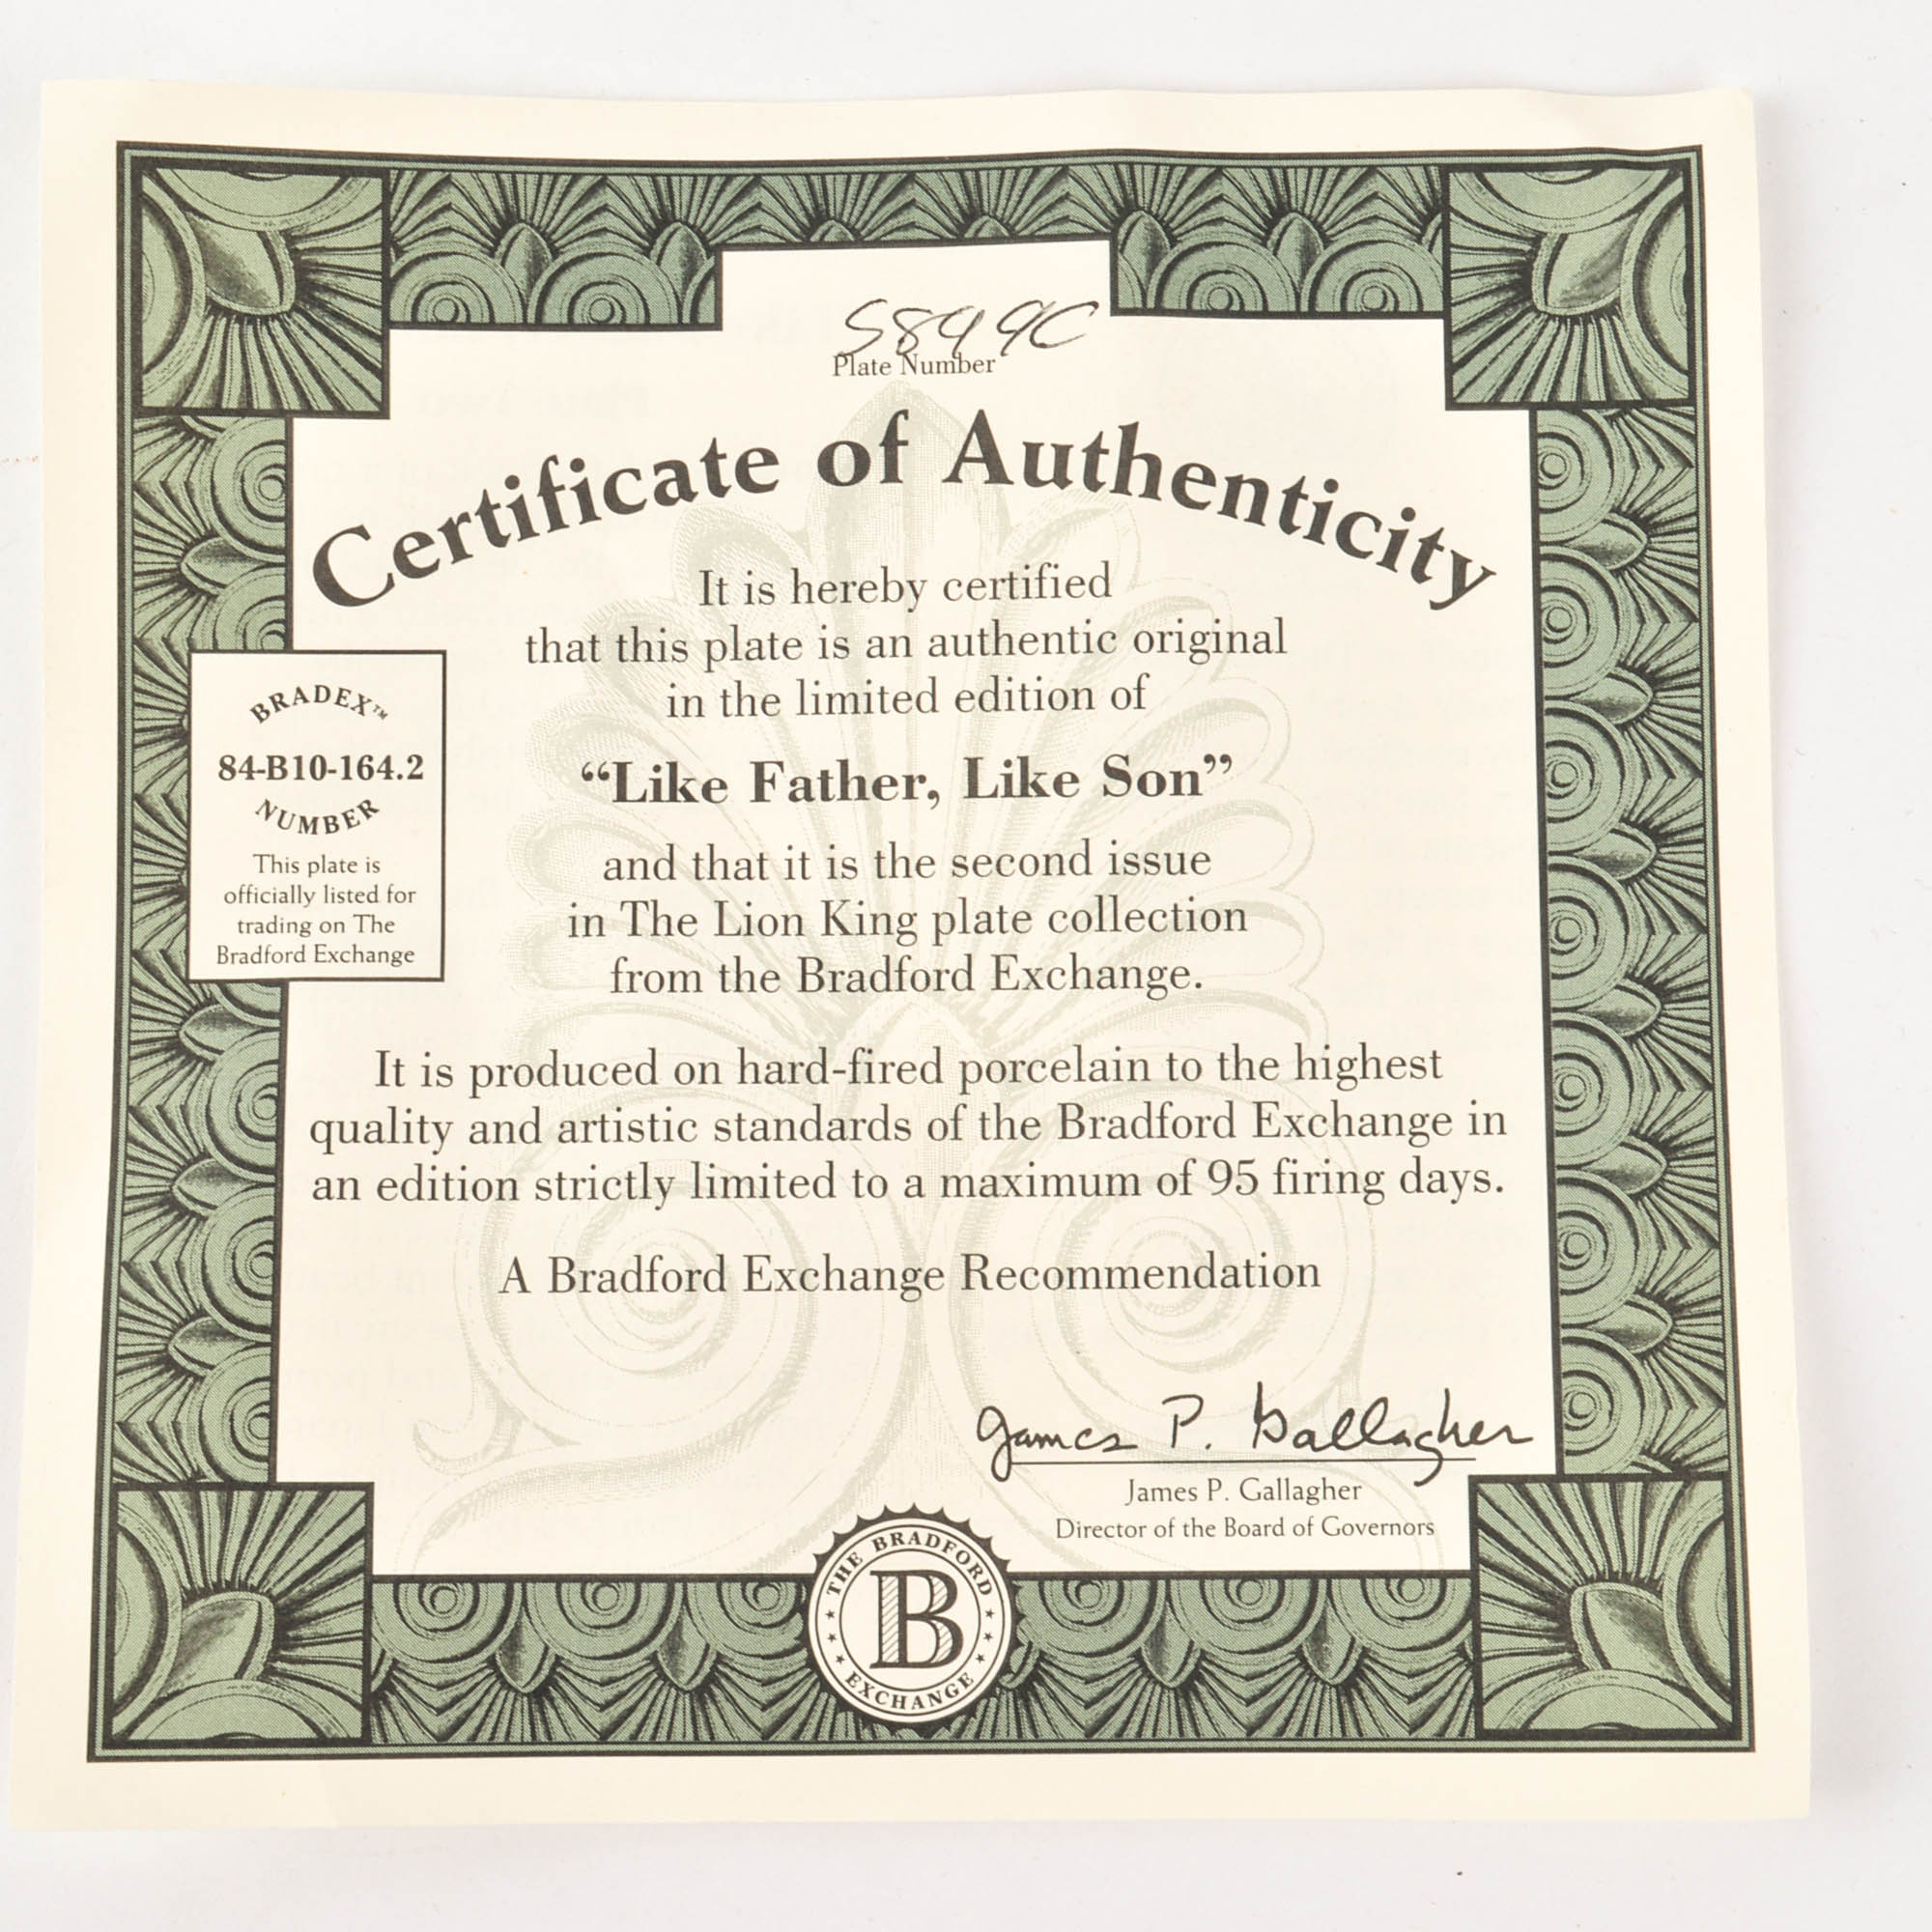 5899C
Plate Number
Certificate of Authenticity
It is hereby certified
that this plate is an authentic original
in the limited edition of
“Like Father, Like Son”
and that it is the second issue
in The Lion King plate collection
from the Bradford Exchange.
BRADEX™
84-B10-164.2
NUMBER
This plate is
officially listed for
trading on The
Bradford Exchange
It is produced on hard-fired porcelain to the highest
quality and artistic standards of the Bradford Exchange in
an edition strictly limited to a maximum of 95 firing days.
A Bradford Exchange Recommendation
James P. Gallagher
James P. Gallagher
Director of the Board of Governors
THE BRADFORD
B
EXCHANGE